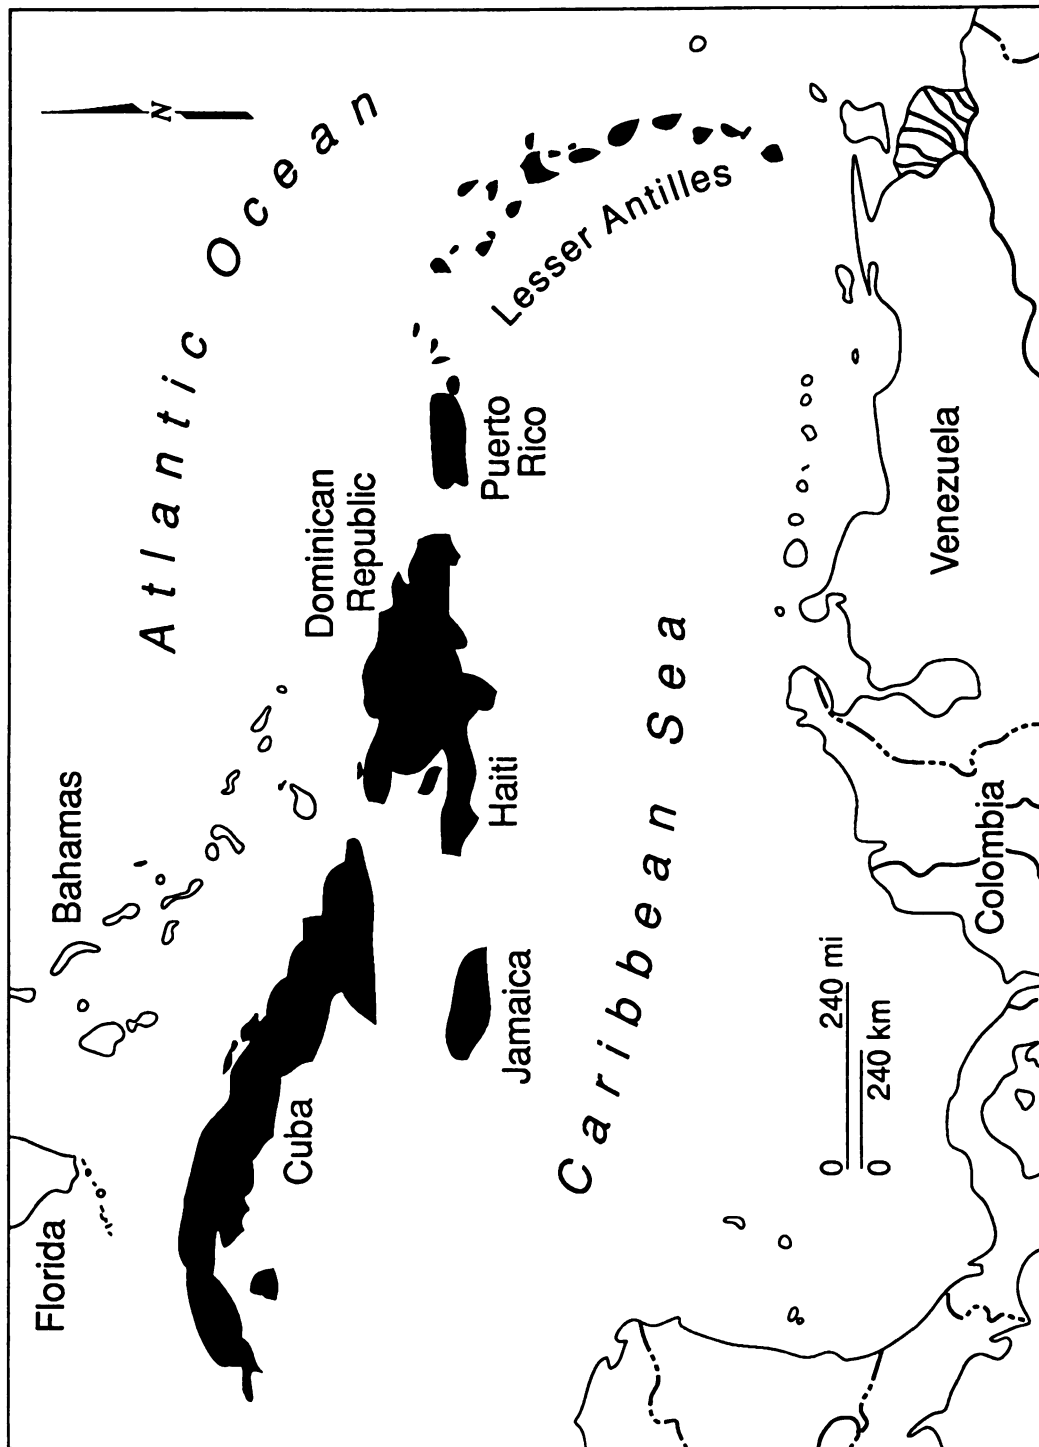 Atlantic Ocean
N
Florida
Bahamas
Cuba
Dominican
Republic
Haiti
Puerto
Rico
Jamaica
Lesser Antilles
Caribbean Sea
0 240 mi
0 240 km
Colombia
Venezuela